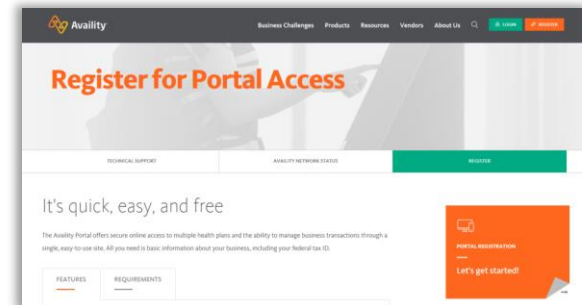 Availity
Business Challenges Products Resources Vendors About Us LOGIN REGISTER
Register for Portal Access
TECHNICAL SUPPORT AVAILITY NETWORK STATUS REGISTER
It's quick, easy, and free
The Availity Portal offers secure online access to multiple health plans and the ability to manage business transactions through a
single, easy-to-use site. All you need is basic information about your business, including your federal tax ID.
PORTAL REGISTRATION
Let's get started!
FEATURES REQUIREMENTS